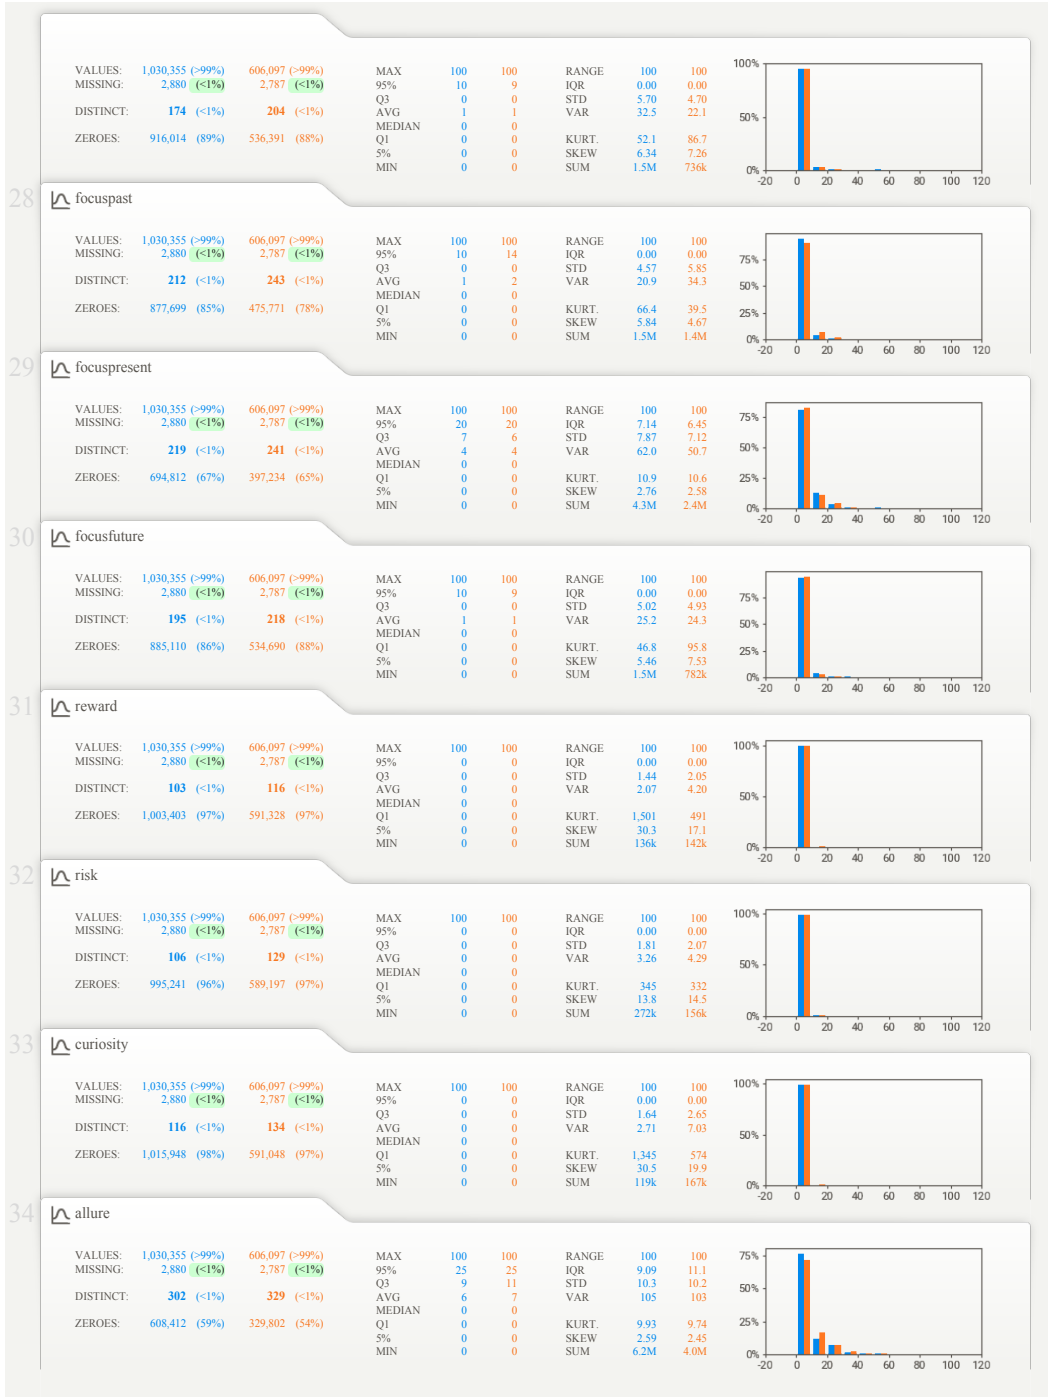 VALUES: 1,030,355 (>99%) 606,097 (>99%) MAX 100 100 RANGE 100 100 100%
MISSING: 2,880 (<1%) 2,787 (<1%) 95% 10 9 IQR 0.00 0.00
Q3 0 0 STD 5.70 4.70
DISTINCT: 174 (<1%) 204 (<1%) AVG 1 1 VAR 32.5 22.1 50%
MEDIAN 0 0
ZEROES: 916,014 (89%) 536,391 (88%) Q1 0 0 KURT. 52.1 86.7
5% 0 0 SKEW 6.34 7.26
MIN 0 0 SUM 1.5M 736k 0%
-20 0 20 40 60 80 100 120
28 focuspast
VALUES: 1,030,355 (>99%) 606,097 (>99%) MAX 100 100 RANGE 100 100
MISSING: 2,880 (<1%) 2,787 (<1%) 95% 10 14 IQR 0.00 0.00 75%
Q3 0 0 STD 4.57 5.85
DISTINCT: 212 (<1%) 243 (<1%) AVG 1 2 VAR 20.9 34.3 50%
MEDIAN 0 0
ZEROES: 877,699 (85%) 475,771 (78%) Q1 0 0 KURT. 66.4 39.5 25%
5% 0 0 SKEW 5.84 4.67
MIN 0 0 SUM 1.5M 1.4M 0%
-20 0 20 40 60 80 100 120
29 focuspresent
VALUES: 1,030,355 (>99%) 606,097 (>99%) MAX 100 100 RANGE 100 100 75%
MISSING: 2,880 (<1%) 2,787 (<1%) 95% 20 20 IQR 7.14 6.45
Q3 7 6 STD 7.87 7.12
DISTINCT: 219 (<1%) 241 (<1%) AVG 4 4 VAR 62.0 50.7 50%
MEDIAN 0 0
ZEROES: 694,812 (67%) 397,234 (65%) Q1 0 0 KURT. 10.9 10.6 25%
5% 0 0 SKEW 2.76 2.58
MIN 0 0 SUM 4.3M 2.4M 0%
-20 0 20 40 60 80 100 120
30 focusfuture
VALUES: 1,030,355 (>99%) 606,097 (>99%) MAX 100 100 RANGE 100 100
MISSING: 2,880 (<1%) 2,787 (<1%) 95% 10 9 IQR 0.00 0.00 75%
Q3 0 0 STD 5.02 4.93
DISTINCT: 195 (<1%) 218 (<1%) AVG 1 1 VAR 25.2 24.3 50%
MEDIAN 0 0
ZEROES: 885,110 (86%) 534,690 (88%) Q1 0 0 KURT. 46.8 95.8 25%
5% 0 0 SKEW 5.46 7.53
MIN 0 0 SUM 1.5M 782k 0%
-20 0 20 40 60 80 100 120
31 reward
VALUES: 1,030,355 (>99%) 606,097 (>99%) MAX 100 100 RANGE 100 100 100%
MISSING: 2,880 (<1%) 2,787 (<1%) 95% 0 0 IQR 0.00 0.00
Q3 0 0 STD 1.44 2.05
DISTINCT: 103 (<1%) 116 (<1%) AVG 0 0 VAR 2.07 4.20 50%
MEDIAN 0 0
ZEROES: 1,003,403 (97%) 591,328 (97%) Q1 0 0 KURT. 1,501 491
5% 0 0 SKEW 30.3 17.1
MIN 0 0 SUM 136k 142k 0%
-20 0 20 40 60 80 100 120
32 risk
VALUES: 1,030,355 (>99%) 606,097 (>99%) MAX 100 100 RANGE 100 100 100%
MISSING: 2,880 (<1%) 2,787 (<1%) 95% 0 0 IQR 0.00 0.00
Q3 0 0 STD 1.81 2.07
DISTINCT: 106 (<1%) 129 (<1%) AVG 0 0 VAR 3.26 4.29 50%
MEDIAN 0 0
ZEROES: 995,241 (96%) 589,197 (97%) Q1 0 0 KURT. 345 332
5% 0 0 SKEW 13.8 14.5
MIN 0 0 SUM 272k 156k 0%
-20 0 20 40 60 80 100 120
33 curiosity
VALUES: 1,030,355 (>99%) 606,097 (>99%) MAX 100 100 RANGE 100 100 100%
MISSING: 2,880 (<1%) 2,787 (<1%) 95% 0 0 IQR 0.00 0.00
Q3 0 0 STD 1.64 2.65
DISTINCT: 116 (<1%) 134 (<1%) AVG 0 0 VAR 2.71 7.03 50%
MEDIAN 0 0
ZEROES: 1,015,948 (98%) 591,048 (97%) Q1 0 0 KURT. 1,345 574
5% 0 0 SKEW 30.5 19.9
MIN 0 0 SUM 119k 167k 0%
-20 0 20 40 60 80 100 120
34 allure
VALUES: 1,030,355 (>99%) 606,097 (>99%) MAX 100 100 RANGE 100 100 75%
MISSING: 2,880 (<1%) 2,787 (<1%) 95% 25 25 IQR 9.09 11.1
Q3 9 11 STD 10.3 10.2
DISTINCT: 302 (<1%) 329 (<1%) AVG 6 7 VAR 105 103 50%
MEDIAN 0 0
ZEROES: 608,412 (59%) 329,802 (54%) Q1 0 0 KURT. 9.93 9.74 25%
5% 0 0 SKEW 2.59 2.45
MIN 0 0 SUM 6.2M 4.0M 0%
-20 0 20 40 60 80 100 120